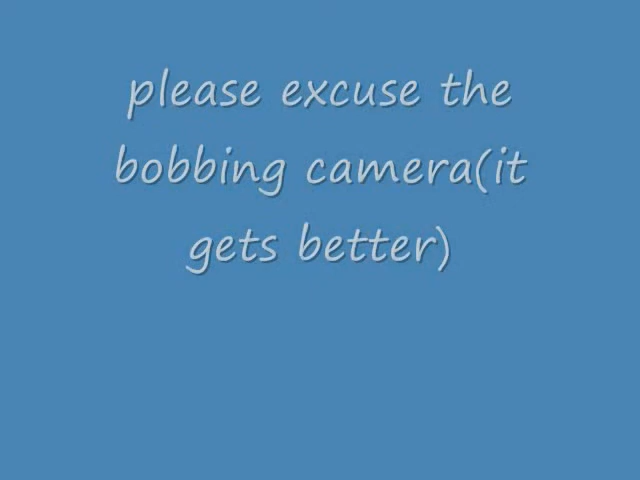 please excuse the
bobbing camera(it
gets better)